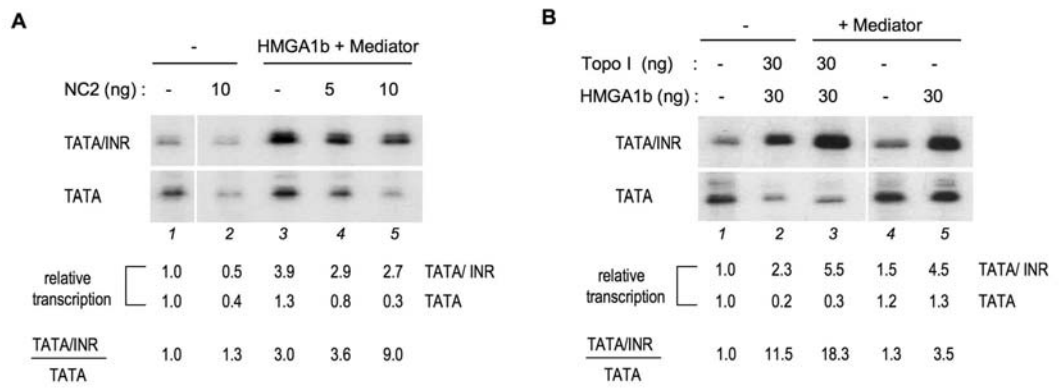 A
- HMGA1b + Mediator
NC2 (ng) : - 10 - 5 10
TATA/INR
TATA
1 2 3 4 5
relative transcription
1.0 0.5 3.9 2.9 2.7 TATA/ INR
1.0 0.4 1.3 0.8 0.3 TATA
TATA/INR
TATA
1.0 1.3 3.0 3.6 9.0
B
- + Mediator
Topo I (ng) : - 30 30 - -
HMGA1b (ng) : - 30 30 - 30
TATA/INR
TATA
1 2 3 4 5
relative transcription
1.0 2.3 5.5 1.5 4.5 TATA/ INR
1.0 0.2 0.3 1.2 1.3 TATA
TATA/INR
TATA
1.0 11.5 18.3 1.3 3.5